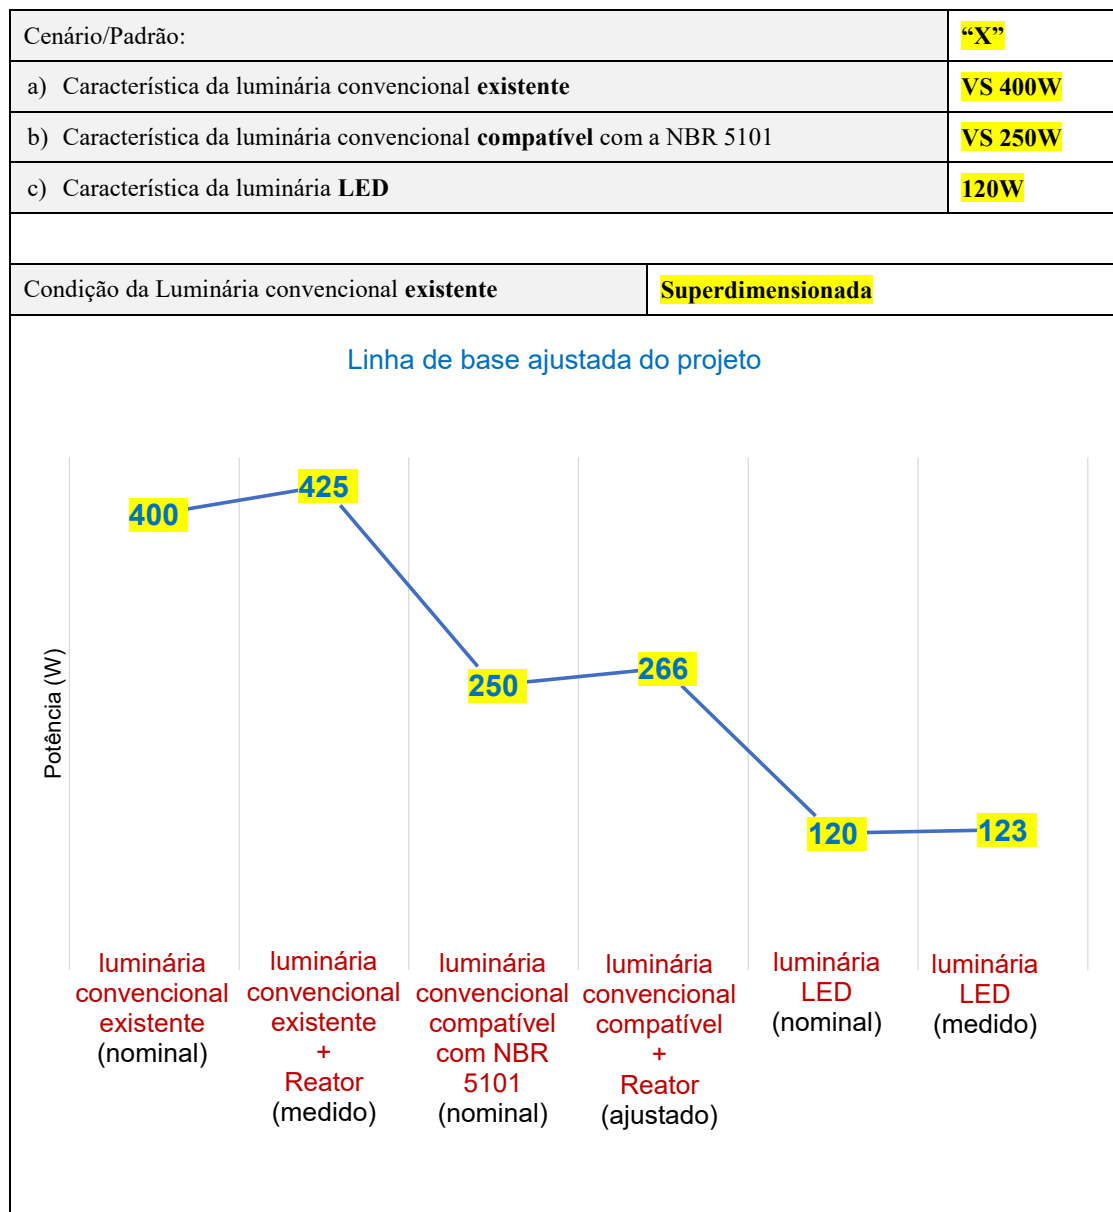 Cenário/Padrão: “X”
a) Característica da luminária convencional existente VS 400W
b) Característica da luminária convencional compatível com a NBR 5101 VS 250W
c) Característica da luminária LED 120W
Condição da Luminária convencional existente Superdimensionada
Linha de base ajustada do projeto
Potência (W)
400
425
250
266
120
123
luminária
convencional
existente
(nominal)
luminária
convencional
existente
+
Reator
(medido)
luminária
convencional
compatível
com NBR
5101
(nominal)
luminária
convencional
compatível
+
Reator
(ajustado)
luminária
LED
(nominal)
luminária
LED
(medido)